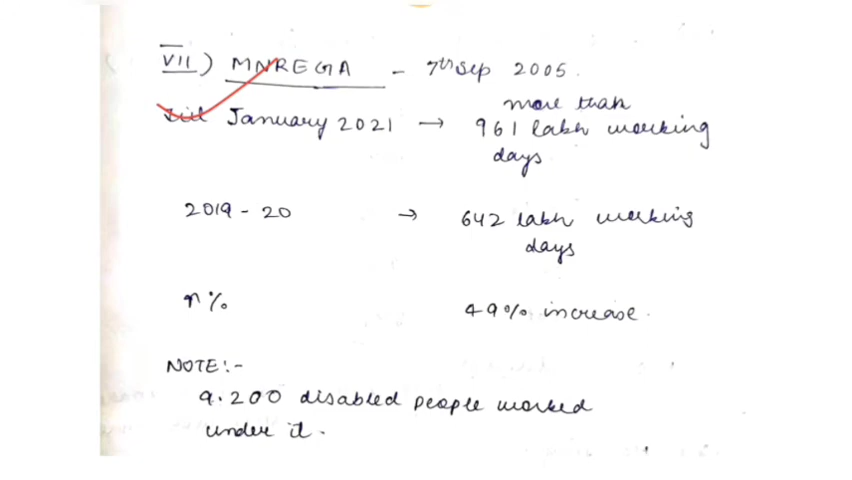 VII) MNREGA - 7th Sep 2005.
till January 2021 → more than 961 lakh working days
2019 - 20 → 642 lakh working days
n% 49% increase.
NOTE:-
9.200 disabled people worked
under it.